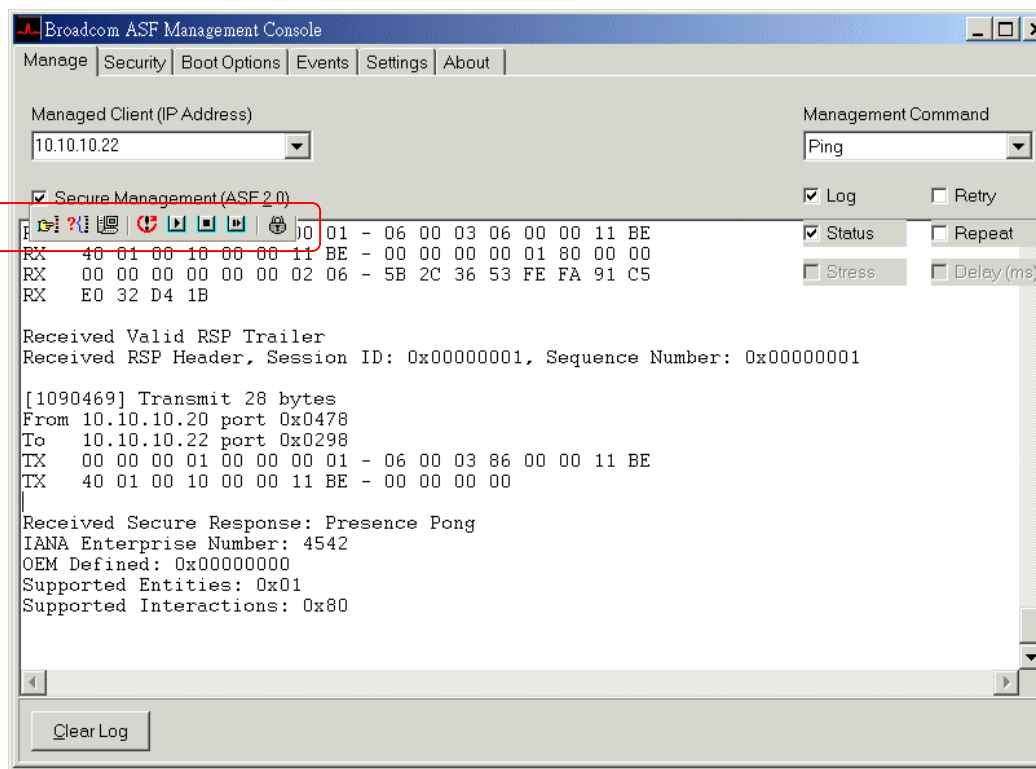 Broadcom ASF Management Console
Manage Security Boot Options Events Settings About
Managed Client (IP Address)
Management Command
10.10.10.22
Ping
Secure Management (ASF 2.0)
Log
Retry
Status
Repeat
Stress
Delay (ms)
00 01 - 06 00 03 06 00 00 11 BE
RX 40 01 00 10 00 00 11 BE - 00 00 00 00 01 80 00 00
RX 00 00 00 00 00 00 02 06 - 5B 2C 36 53 FE FA 91 C5
RX E0 32 D4 1B
Received Valid RSP Trailer
Received RSP Header, Session ID: 0x00000001, Sequence Number: 0x00000001
[1090469] Transmit 28 bytes
From 10.10.10.20 port 0x0478
To 10.10.10.22 port 0x0298
TX 00 00 00 01 00 00 00 01 - 06 00 03 86 00 00 11 BE
TX 40 01 00 10 00 00 11 BE - 00 00 00 00
Received Secure Response: Presence Pong
IANA Enterprise Number: 4542
OEM Defined: 0x00000000
Supported Entities: 0x01
Supported Interactions: 0x80
Clear Log